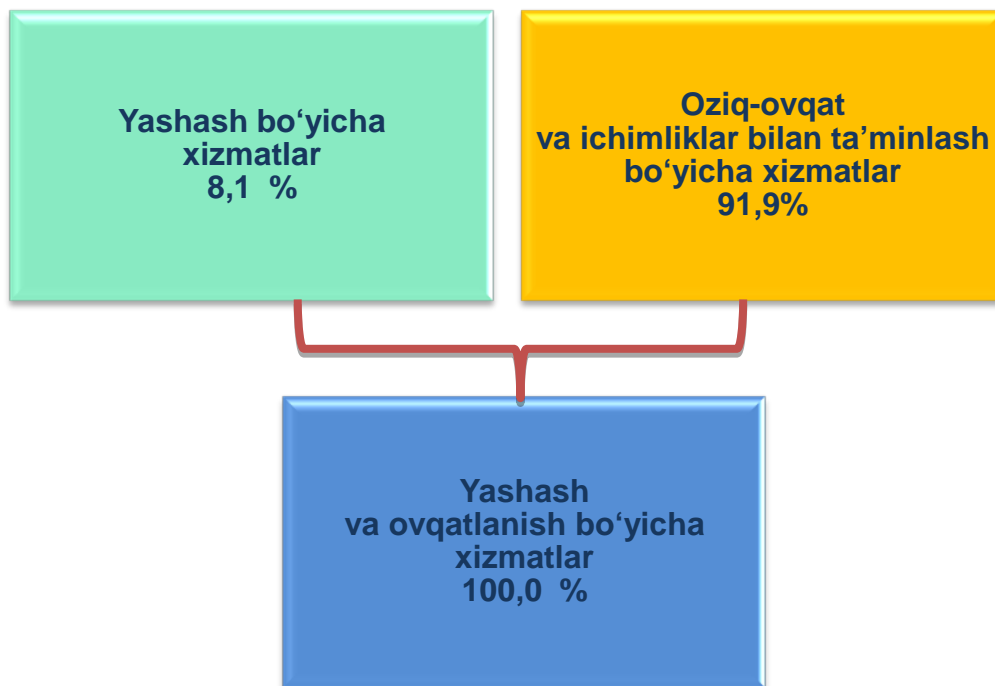 Yashash bo‘yicha
xizmatlar
8,1 %
Oziq-ovqat
va ichimliklar bilan ta’minlash
bo‘yicha xizmatlar
91,9%
Yashash
va ovqatlanish bo‘yicha
xizmatlar
100,0 %